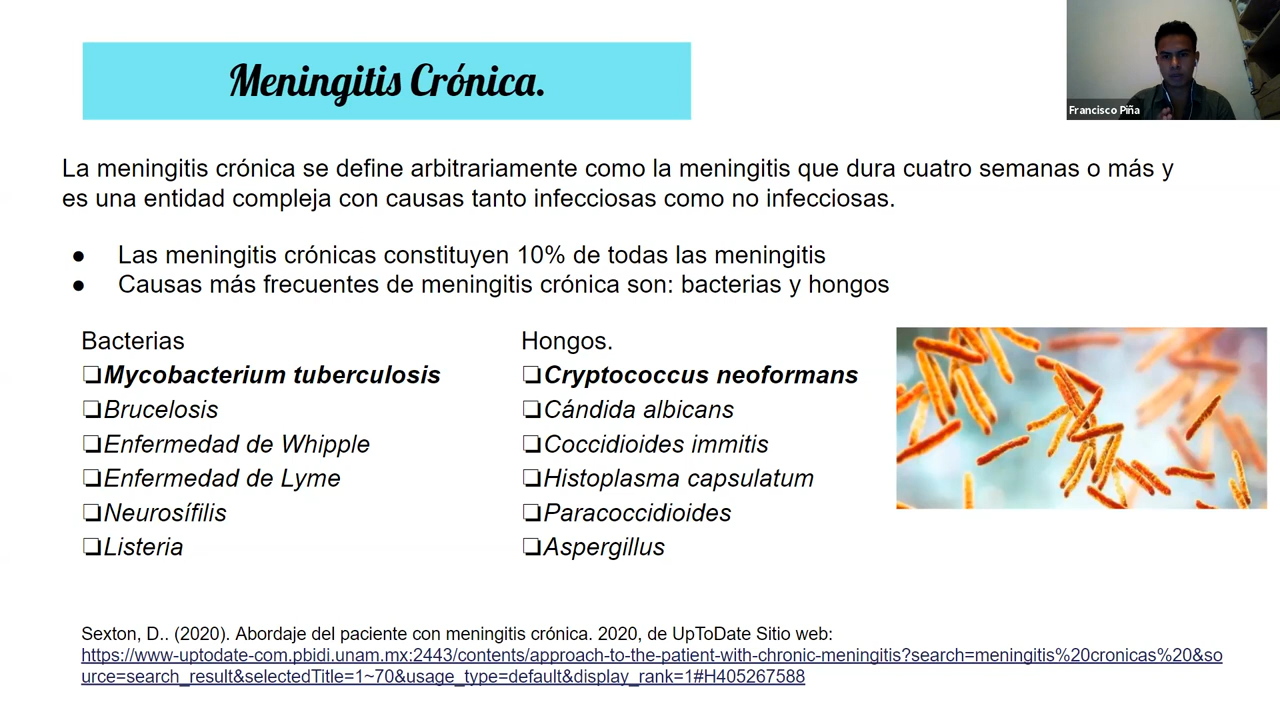 Meningitis Crónica.
Francisco Piña
La meningitis crónica se define arbitrariamente como la meningitis que dura cuatro semanas o más y
es una entidad compleja con causas tanto infecciosas como no infecciosas.
● Las meningitis crónicas constituyen 10% de todas las meningitis
● Causas más frecuentes de meningitis crónica son: bacterias y hongos
Bacterias
❏Mycobacterium tuberculosis
❏Brucelosis
❏Enfermedad de Whipple
❏Enfermedad de Lyme
❏Neurosífilis
❏Listeria
Hongos.
❏Cryptococcus neoformans
❏Cándida albicans
❏Coccidioides immitis
❏Histoplasma capsulatum
❏Paracoccidioides
❏Aspergillus
Sexton, D.. (2020). Abordaje del paciente con meningitis crónica. 2020, de UpToDate Sitio web:
https://www-uptodate-com.pbidi.unam.mx:2443/contents/approach-to-the-patient-with-chronic-meningitis?search=meningitis%20cronicas%20&so
urce=search_result&selectedTitle=1~70&usage_type=default&display_rank=1#H405267588